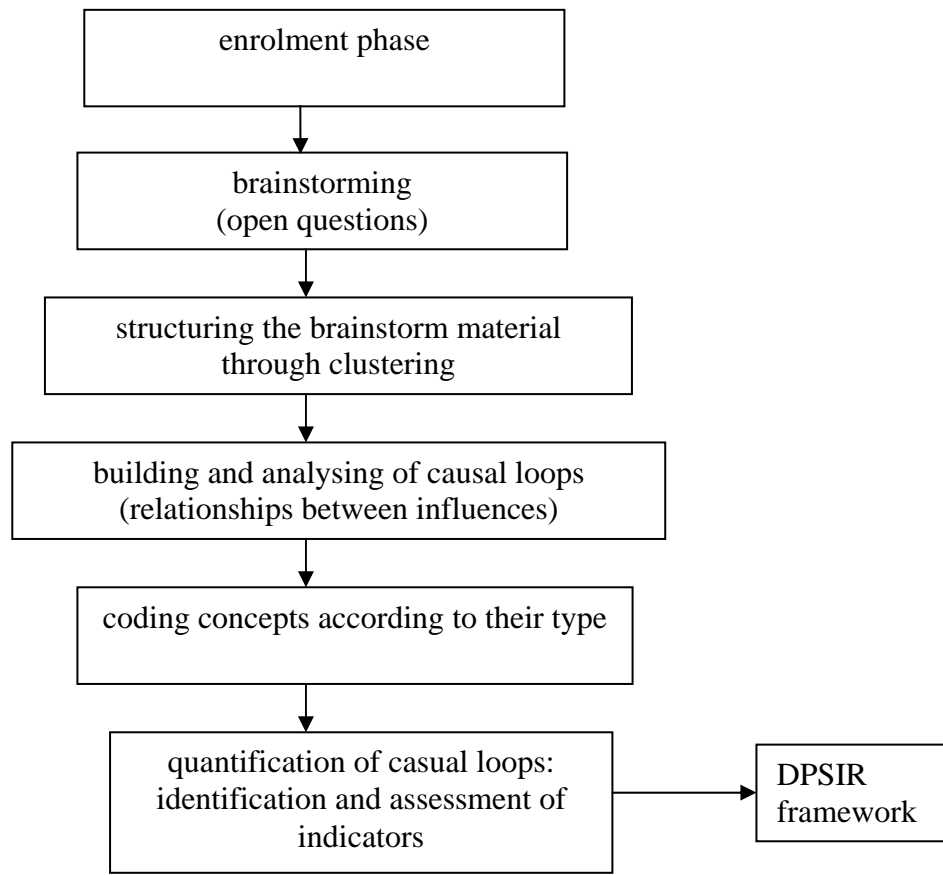 enrolment phase
brainstorming
(open questions)
structuring the brainstorm material
through clustering
building and analysing of causal loops
(relationships between influences)
coding concepts according to their type
quantification of casual loops:
identification and assessment of
indicators
DPSIR
framework